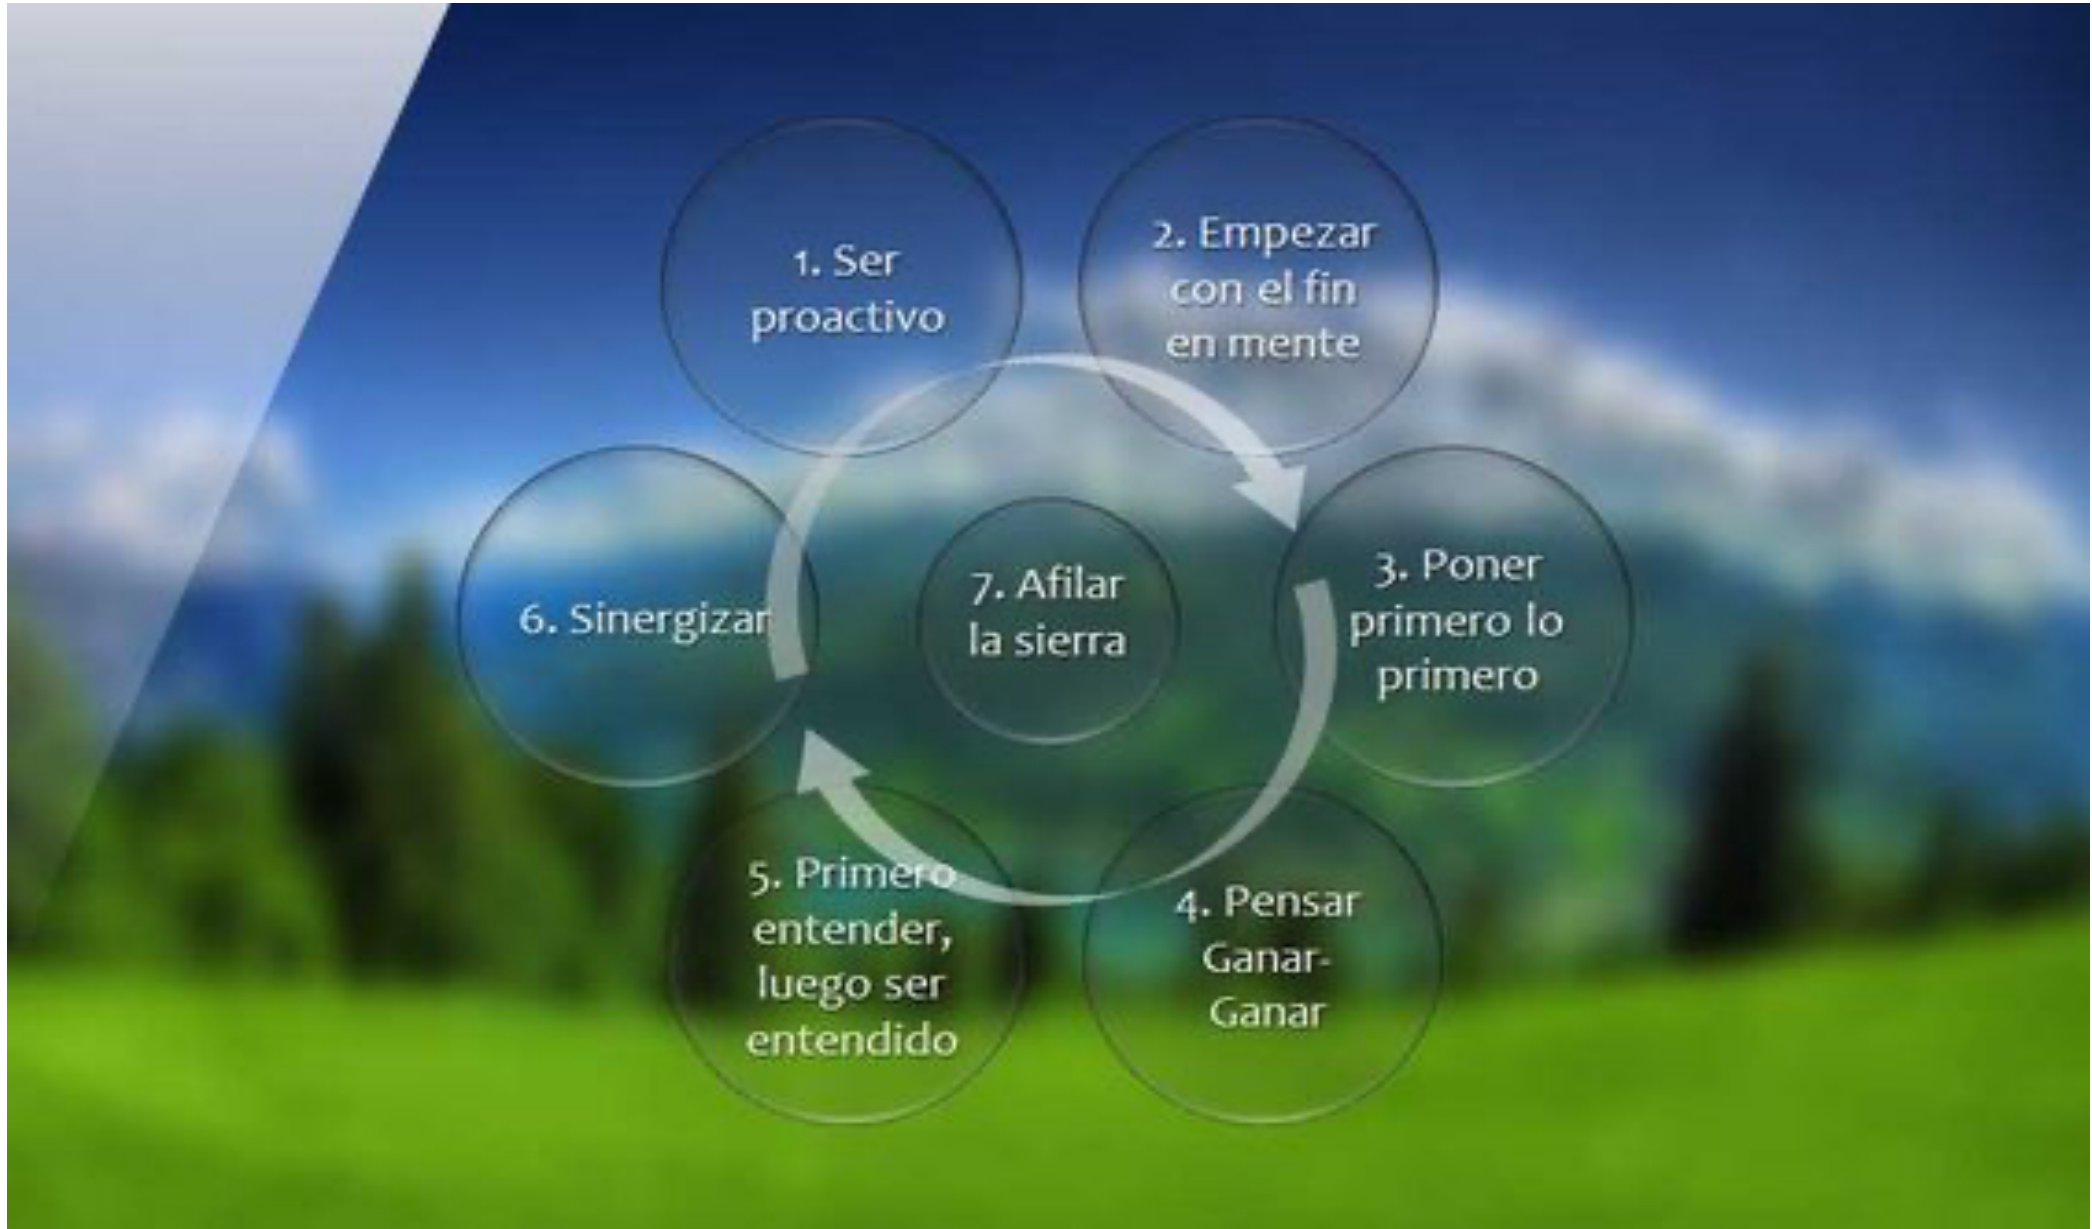 1. Ser
proactivo
2. Empezar
con el fin
en mente
3. Poner
primero lo
primero
4. Pensar
Ganar-
Ganar
5. Primero
entender,
luego ser
entendido
6. Sinergizar
7. Afilar
la sierra